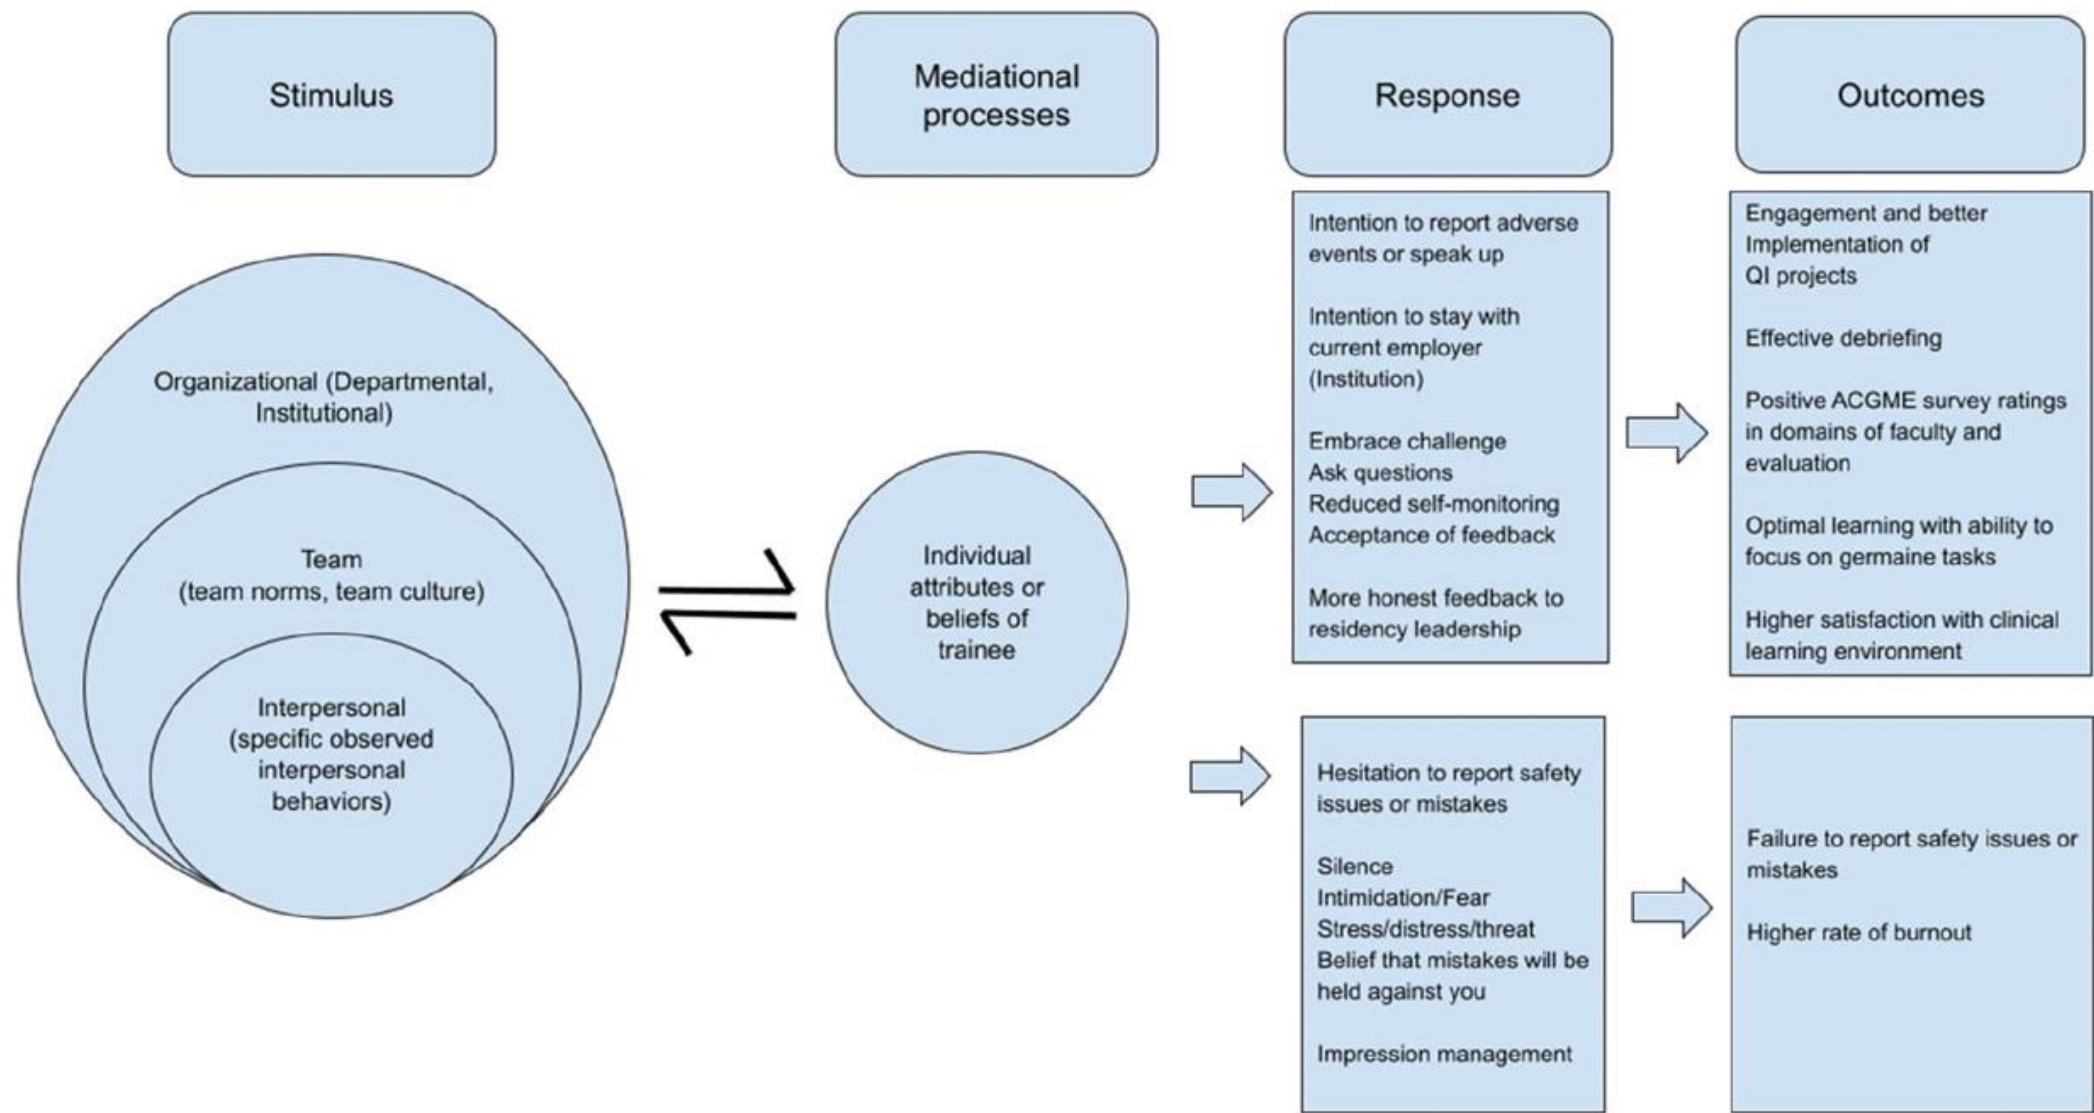 Stimulus
Mediational
processes
Response
Outcomes
Organizational (Departmental,
Institutional)
Team
(team norms, team culture)
Interpersonal
(specific observed
interpersonal
behaviors)
Individual
attributes or
beliefs of
trainee
Intention to report adverse
events or speak up
Intention to stay with
current employer
(Institution)
Embrace challenge
Ask questions
Reduced self-monitoring
Acceptance of feedback
More honest feedback to
residency leadership
Engagement and better
Implementation of
QI projects
Effective debriefing
Positive ACGME survey ratings
in domains of faculty and
evaluation
Optimal learning with ability to
focus on germaine tasks
Higher satisfaction with clinical
learning environment
Hesitation to report safety
issues or mistakes
Silence
Intimidation/Fear
Stress/distress/threat
Belief that mistakes will be
held against you
Impression management
Failure to report safety issues or
mistakes
Higher rate of burnout